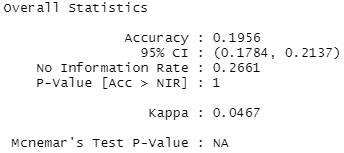 Overall Statistics
Accuracy : 0.1956
95% CI : (0.1784, 0.2137)
No Information Rate : 0.2661
P-Value [Acc > NIR] : 1
Kappa : 0.0467
Mcnemar's Test P-Value : NA